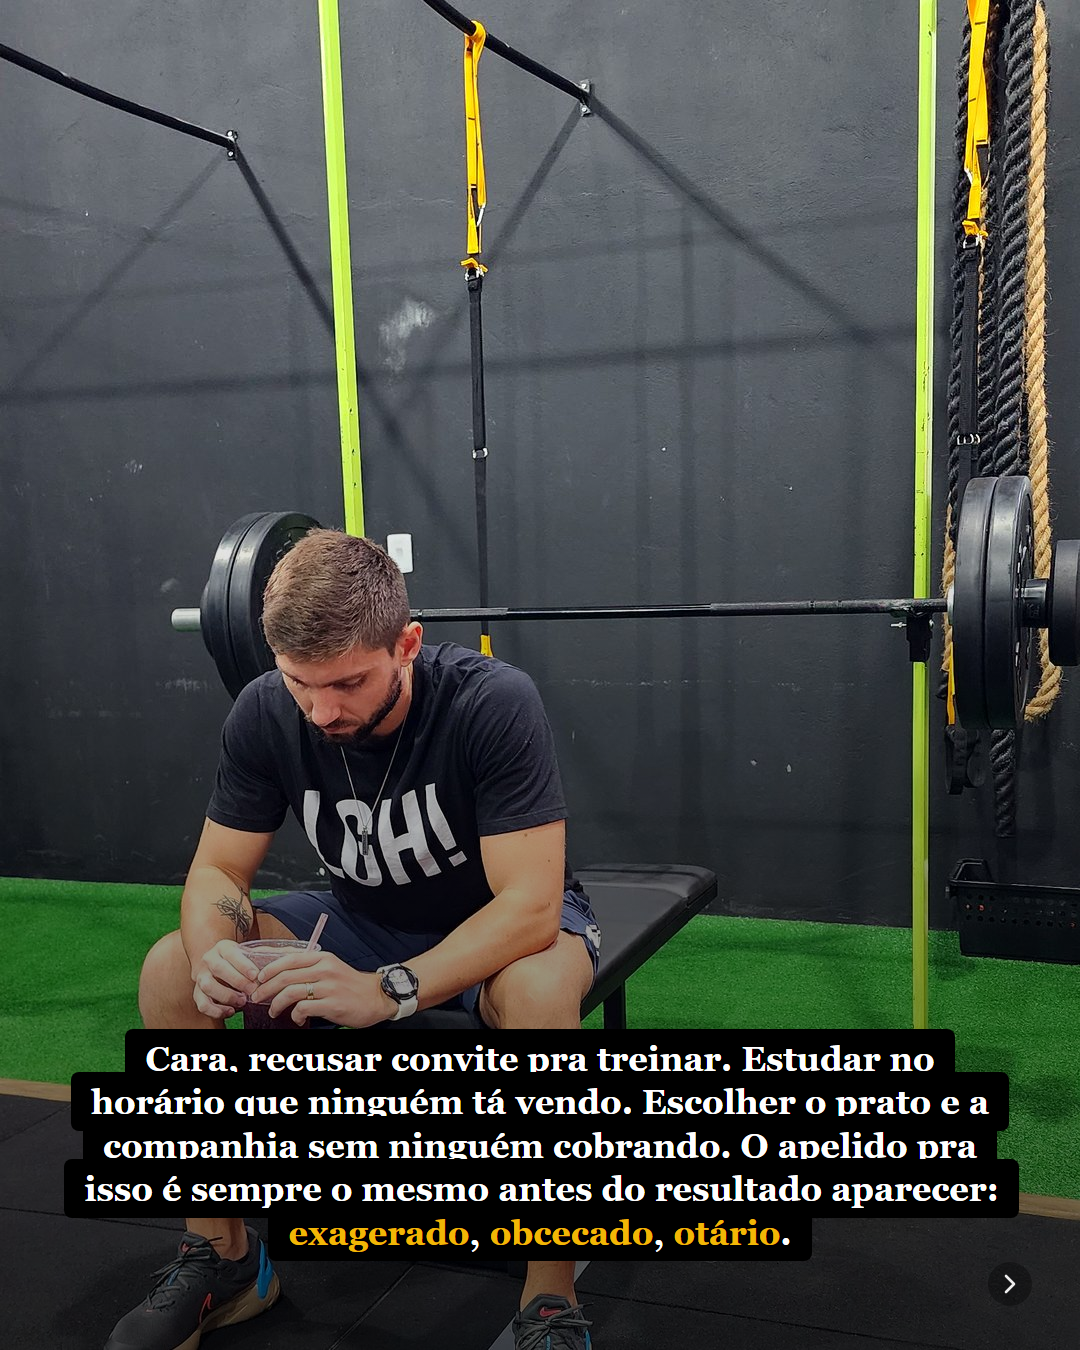 LOH!
Cara, recusar convite pra treinar. Estudar no
horário que ninguém tá vendo. Escolher o prato e a
companhia sem ninguém cobrando. O apelido pra
isso é sempre o mesmo antes do resultado aparecer:
exagerado, obcecado, otário.